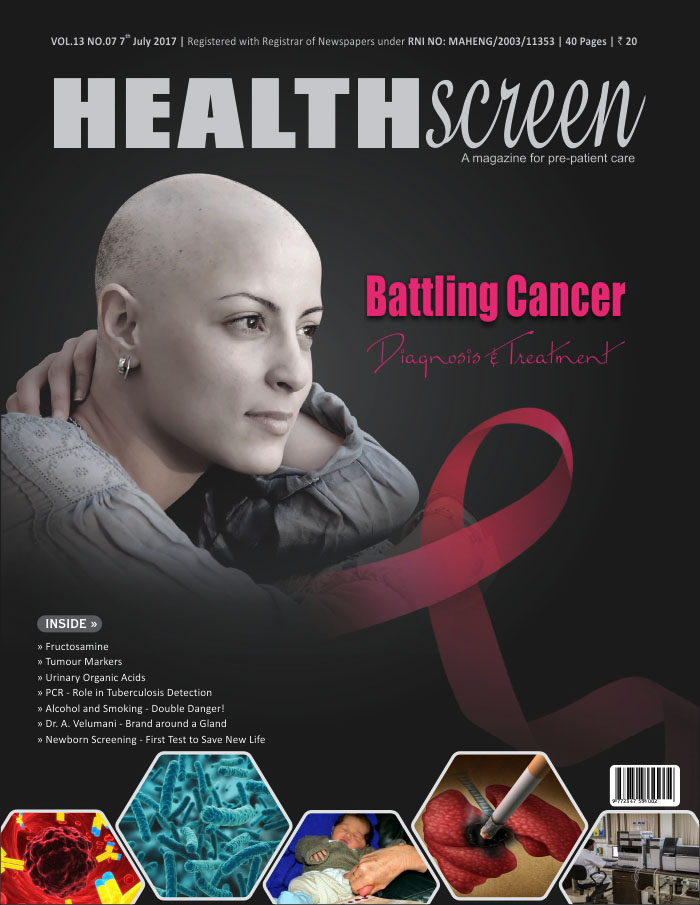 VOL.13 NO.07 7th July 2017 | Registered with Registrar of Newspapers under RNI NO: MAHENG/2003/11353 | 40 Pages | ₹ 20
HEALTHscreen
A magazine for pre-patient care
Battling Cancer
Diagnosis & Treatment
INSIDE »
» Fructosamine
» Tumour Markers
» Urinary Organic Acids
» PCR - Role in Tuberculosis Detection
» Alcohol and Smoking - Double Danger!
» Dr. A. Velumani - Brand around a Gland
» Newborn Screening - First Test to Save New Life